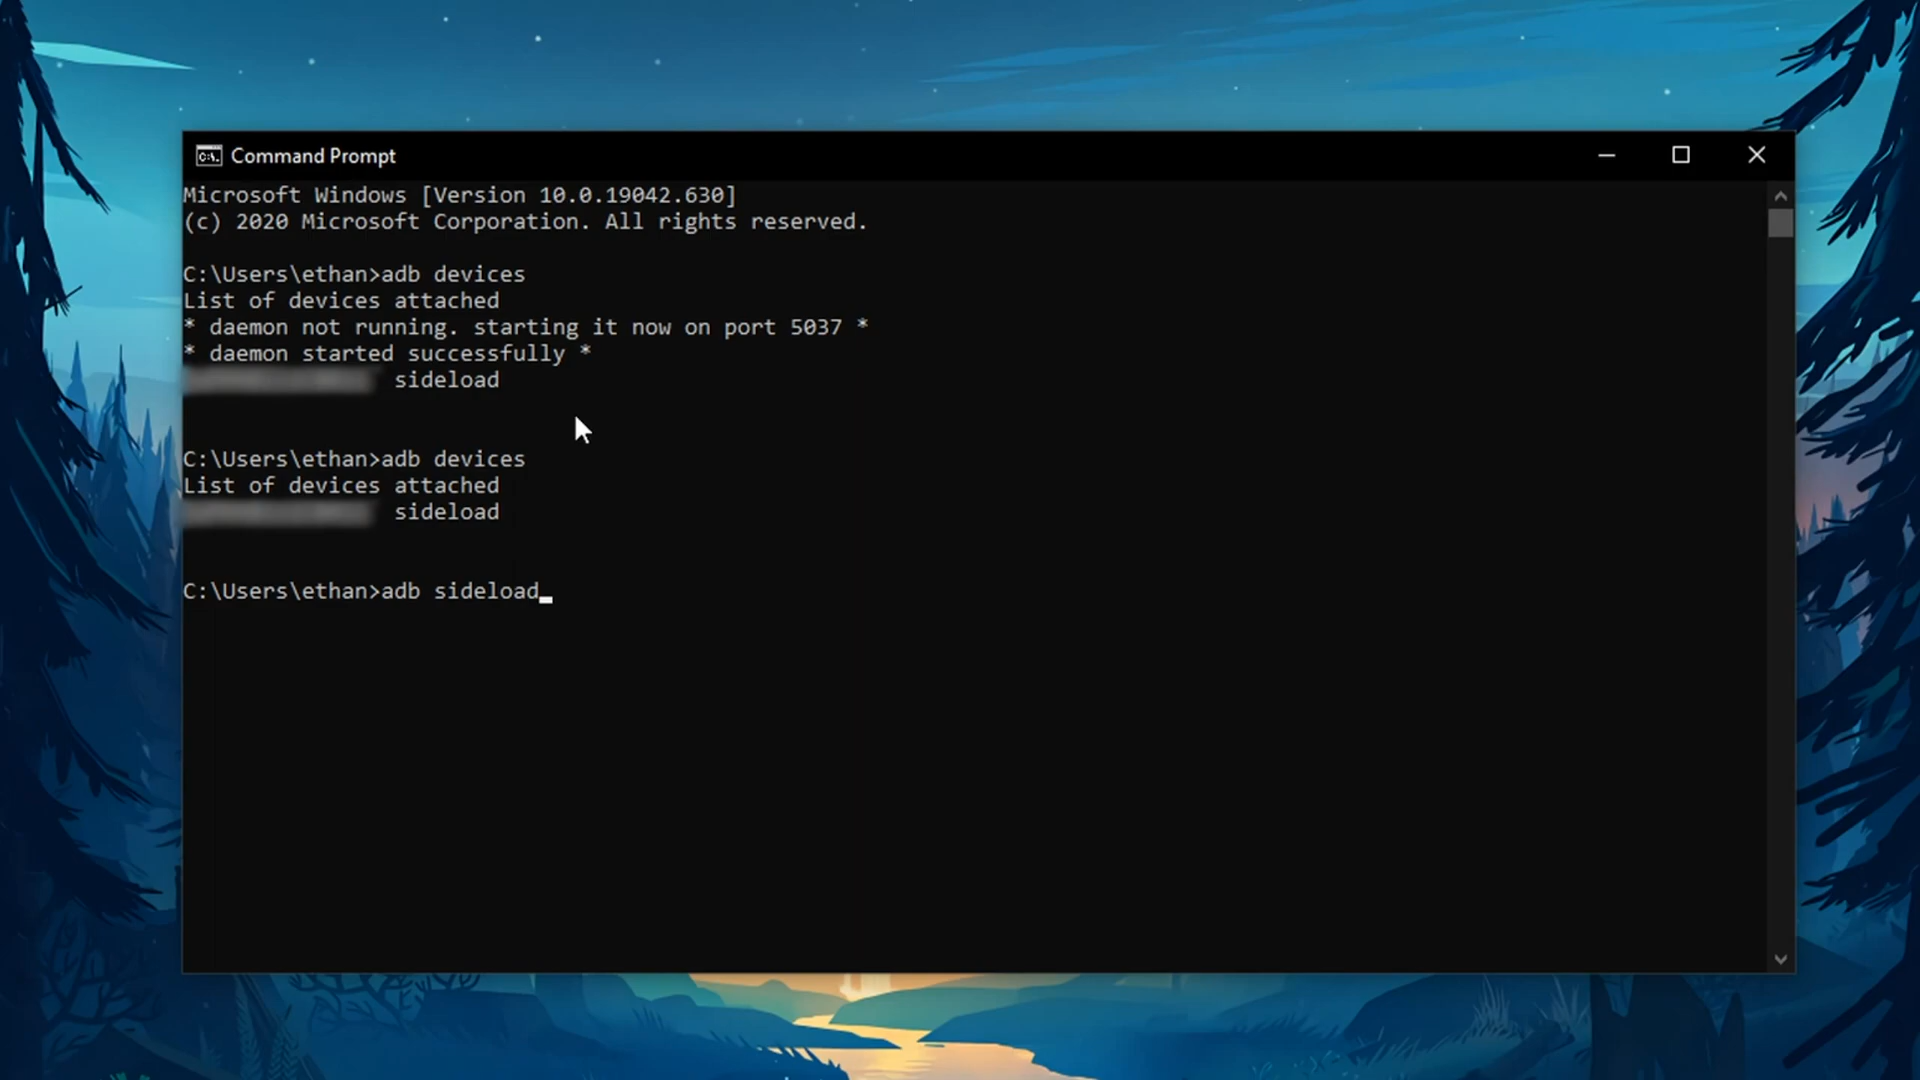 Command Prompt
Microsoft Windows [Version 10.0.19042.630]
(c) 2020 Microsoft Corporation. All rights reserved.
C:\Users\ethan>adb devices
List of devices attached
* daemon not running. starting it now on port 5037 *
* daemon started successfully *
sideload
C:\Users\ethan>adb devices
List of devices attached
sideload
C:\Users\ethan>adb sideload